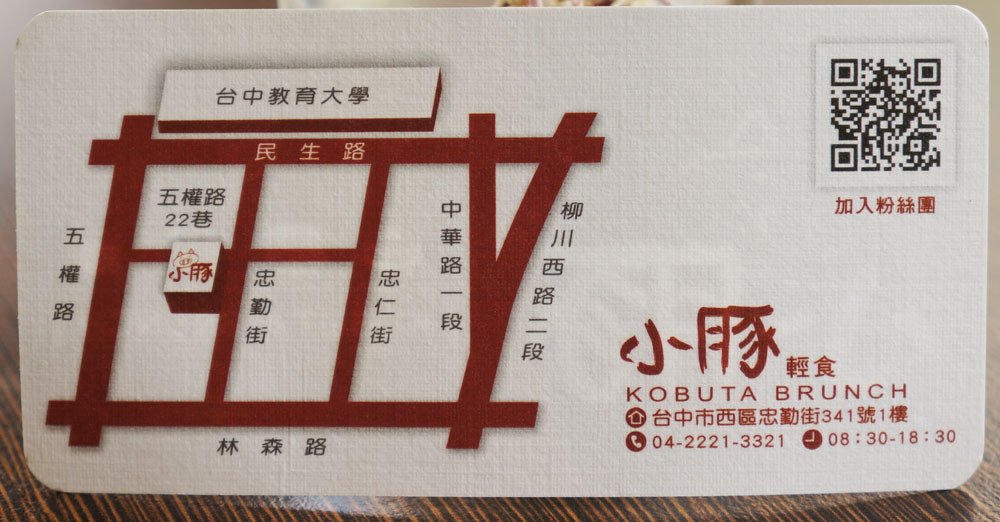 台中教育大學
民生路
五權路
22巷
小豚
五權路
忠勤街
忠仁街
中華路一段
柳川西路二段
林森路
加入粉絲團
小豚 輕食
KOBUTA BRUNCH
台中市西區忠勤街341號1樓
04-2221-3321 08:30-18:30